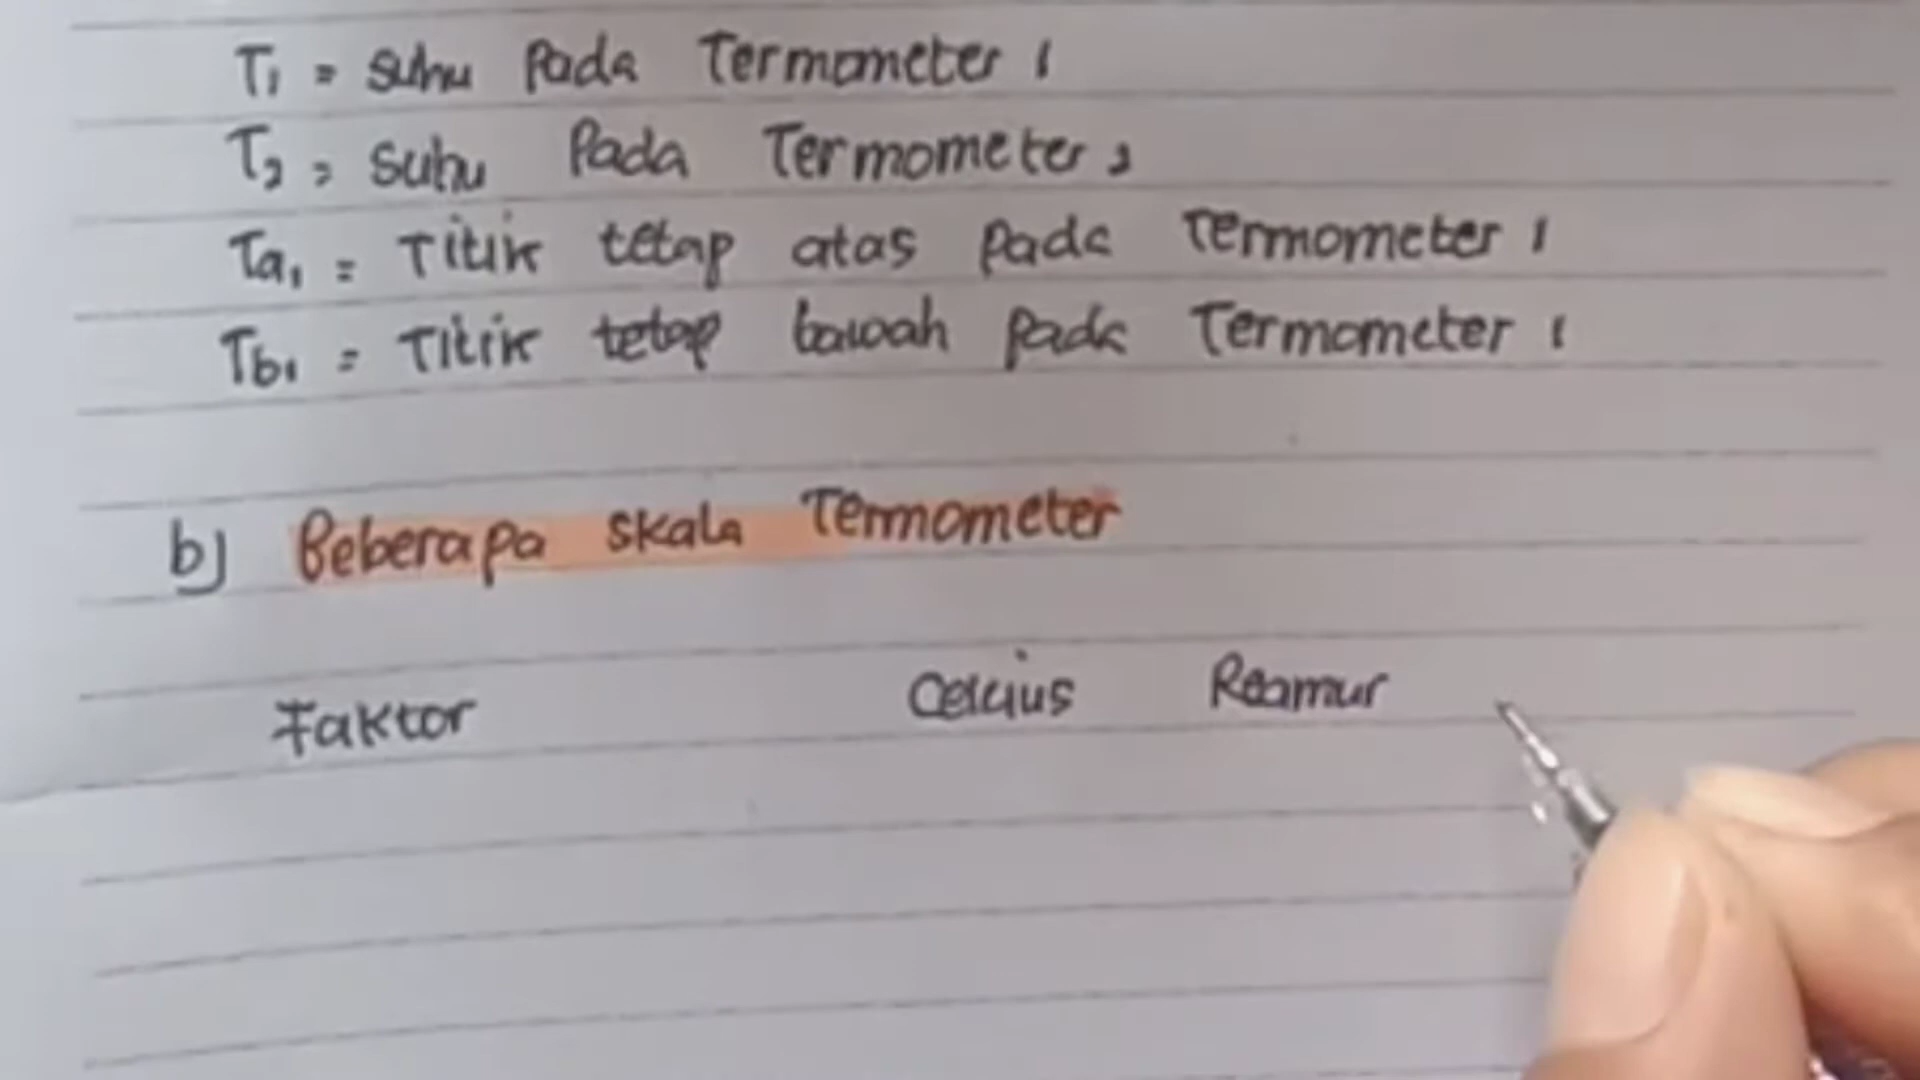 T1 = suhu Pada Termometer 1
T2 = suhu Pada Termometer 2
Ta1 = Titik tetap atas Pada Termometer 1
Tb1 = Titik tetap bawah Pada Termometer 1
b) Beberapa skala Termometer
Faktor Celcius Reamur